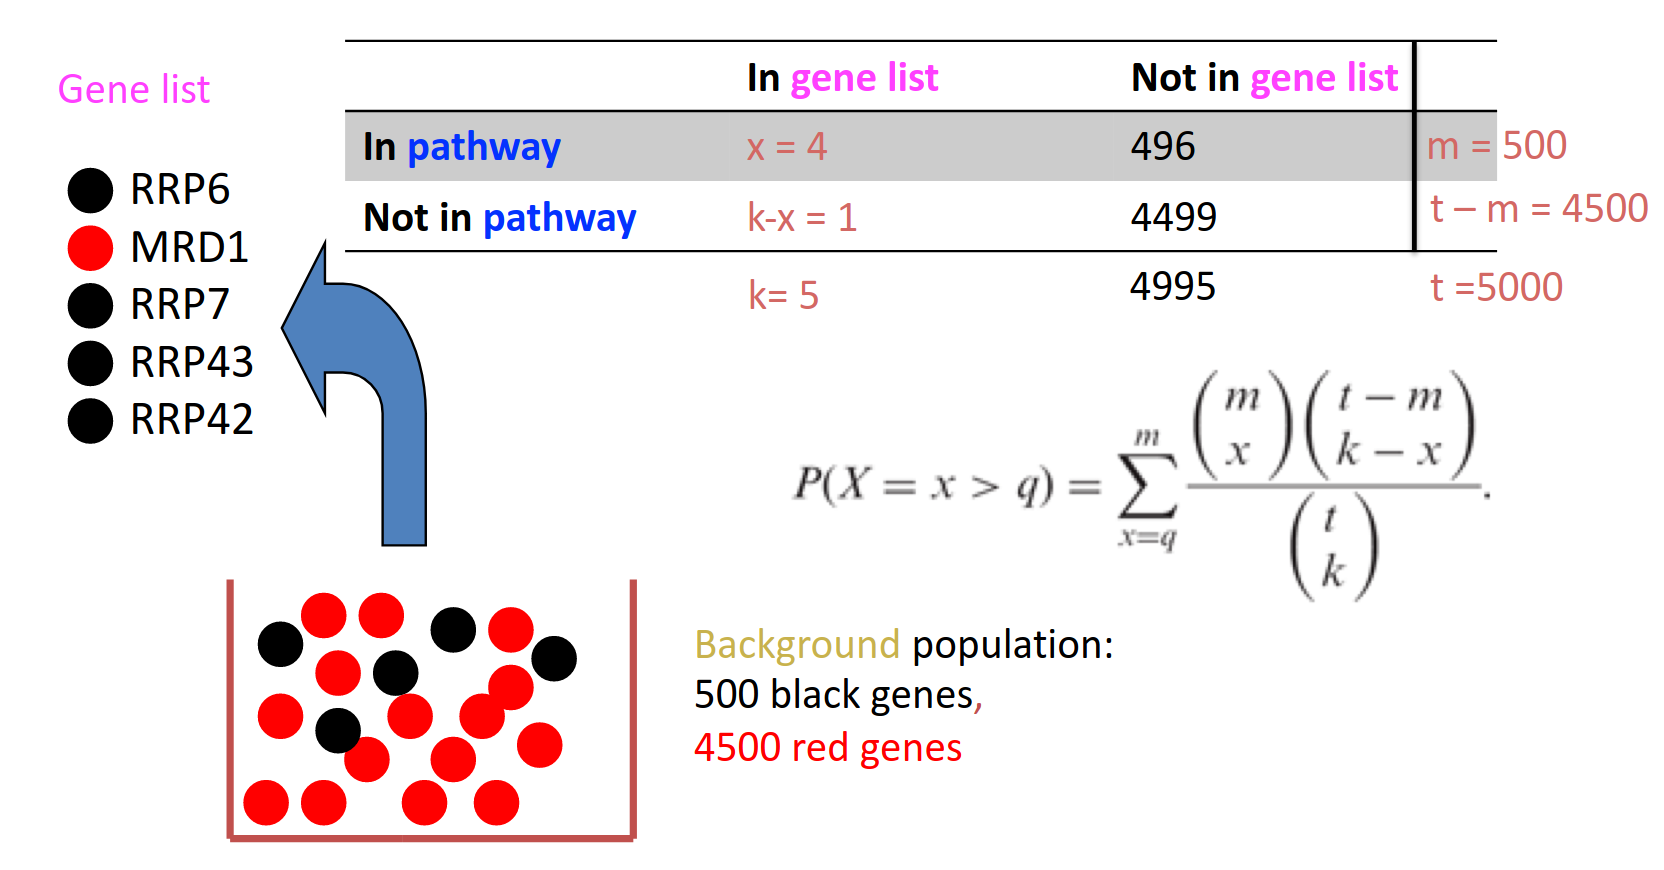 Gene list
RRP6
MRD1
RRP7
RRP43
RRP42
In gene list Not in gene list
In pathway x = 4 496 m = 500
Not in pathway k-x = 1 4499 t – m = 4500
k= 5 4995 t =5000
P(X = x > q) = \sum_{x=q}^{m} \frac{\binom{m}{x}\binom{t-m}{k-x}}{\binom{t}{k}}.
Background population:
500 black genes,
4500 red genes